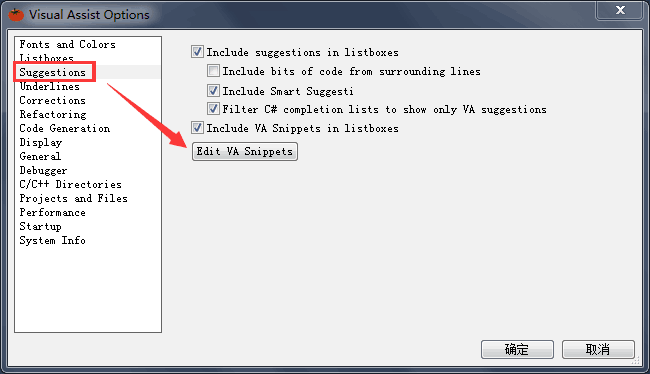 Visual Assist Options
Fonts and Colors
Listboxes
Suggestions
Underlines
Corrections
Refactoring
Code Generation
Display
General
Debugger
C/C++ Directories
Projects and Files
Performance
Startup
System Info
Include suggestions in listboxes
Include bits of code from surrounding lines
Include Smart Suggesti
Filter C# completion lists to show only VA suggestions
Include VA Snippets in listboxes
Edit VA Snippets
确定
取消